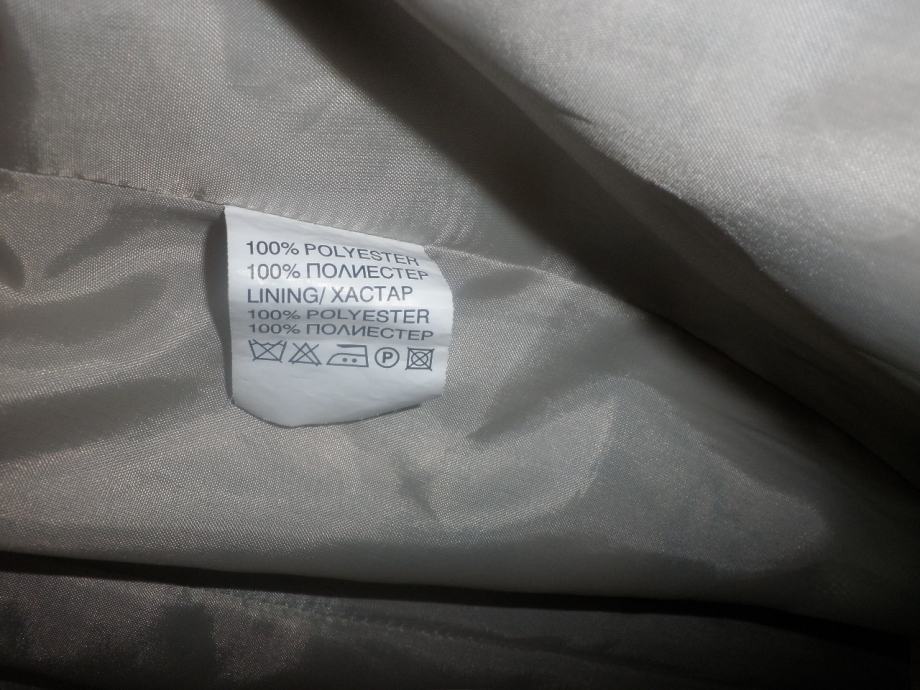 100% POLYESTER
100% ПОЛИЕСТЕР
LINING/ ХАСТАР
100% POLYESTER
100% ПОЛИЕСТЕР
P